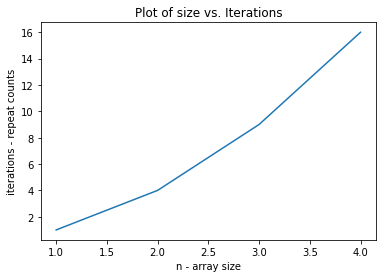 Plot of size vs. Iterations
iterations - repeat counts
16
14
12
10
8
6
4
2
1.0 1.5 2.0 2.5 3.0 3.5 4.0
n - array size